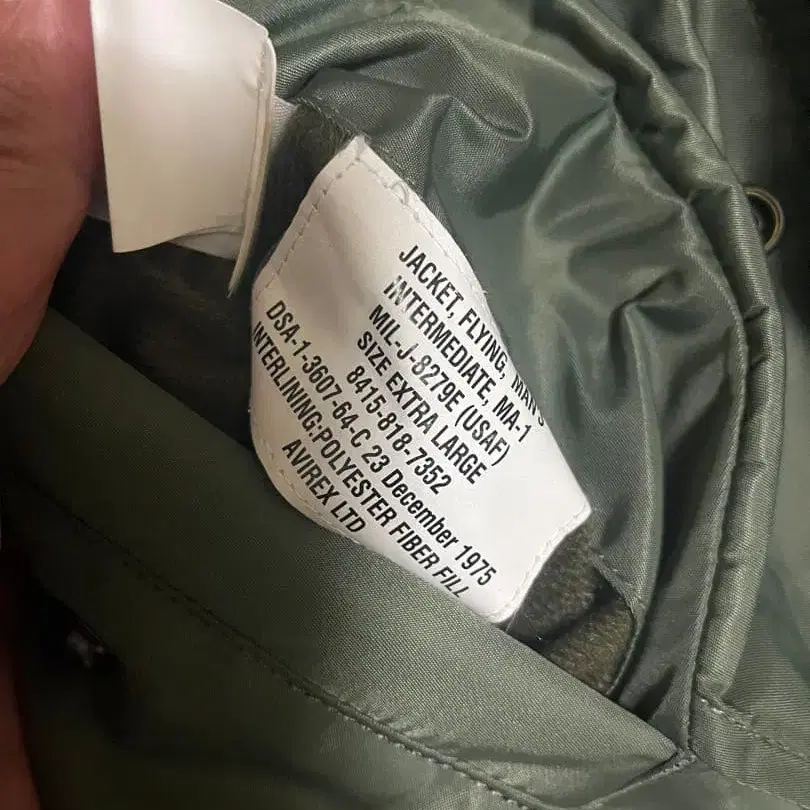 JACKET, FLYING, MAN'S
INTERMEDIATE, MA-1
MIL-J-8279E (USAF)
SIZE EXTRA LARGE
8415-818-7352
DSA-1-3607-64-C 23 December 1975
INTERLINING:POLYESTER FIBER FILL
AVIREX LTD